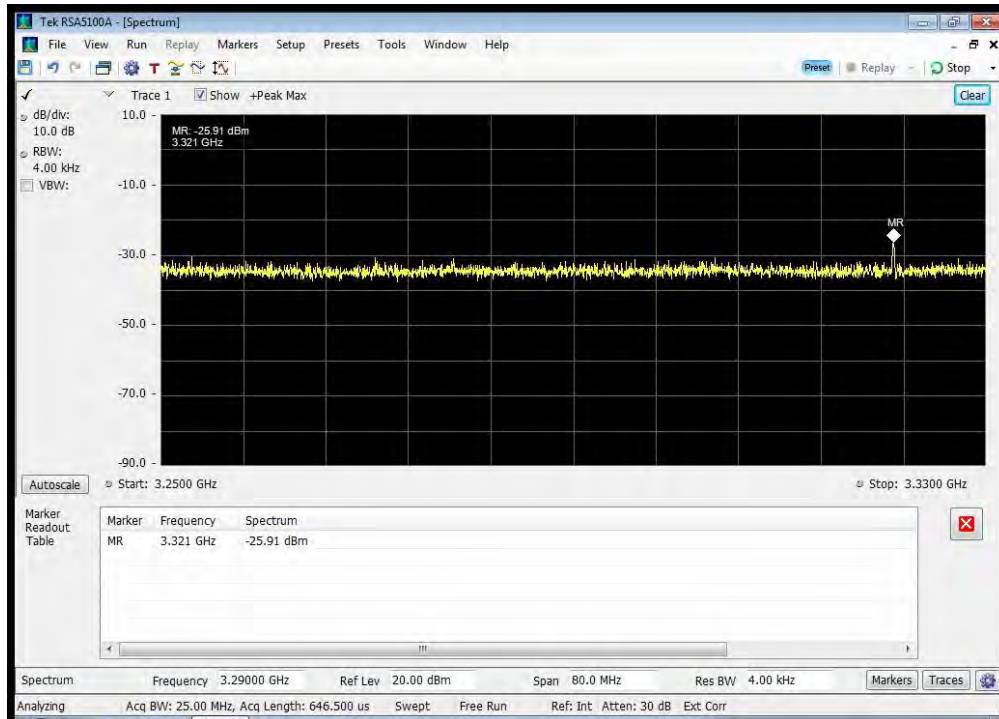 Tek RSA5100A - [Spectrum]
File View Run Replay Markers Setup Presets Tools Window Help
Preset Replay Stop
Trace 1 Show +Peak Max Clear
dB/div:
10.0 dB
RBW:
4.00 kHz
VBW:
10.0
-10.0
-30.0
-50.0
-70.0
-90.0
MR: -25.91 dBm
3.321 GHz
MR
Autoscale Start: 3.2500 GHz Stop: 3.3300 GHz
Marker Readout Table
Marker Frequency Spectrum
MR 3.321 GHz -25.91 dBm
Spectrum Frequency 3.29000 GHz Ref Lev 20.00 dBm Span 80.0 MHz Res BW 4.00 kHz Markers Traces
Analyzing Acq BW: 25.00 MHz, Acq Length: 646.500 us Swept Free Run Ref: Int Atten: 30 dB Ext Corr